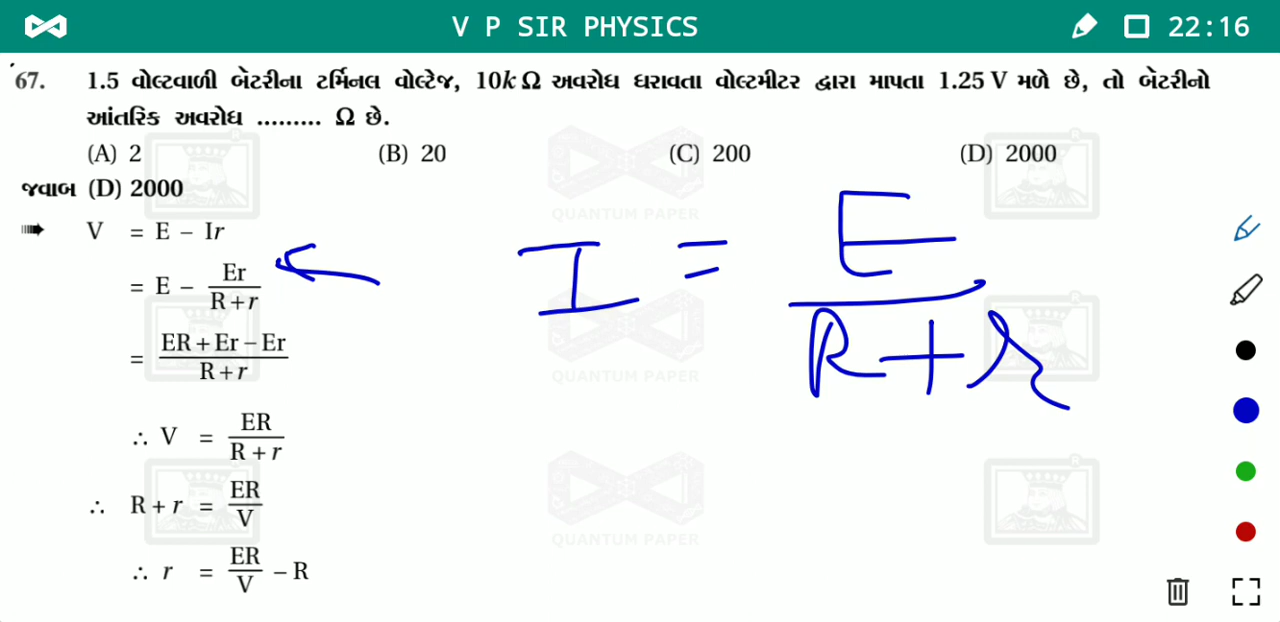 V P SIR PHYSICS 22:16
67. 1.5 વોલ્ટવાળી બેટરીના ટર્મિનલ વોલ્ટેજ, 10k Ω અવરોધ ધરાવતા વોલ્ટમીટર દ્વારા માપતા 1.25 V મળે છે, તો બેટરીનો
આંતરિક અવરોધ ......... Ω છે.
(A) 2 (B) 20 (C) 200 (D) 2000
જવાબ (D) 2000
V = E – Ir
= E – Er / R + r
= ER + Er – Er / R + r
∴ V = ER / R + r
∴ R + r = ER / V
∴ r = ER / V – R
I = E / R + r
QUANTUM PAPER
QUANTUM PAPER
QUANTUM PAPER